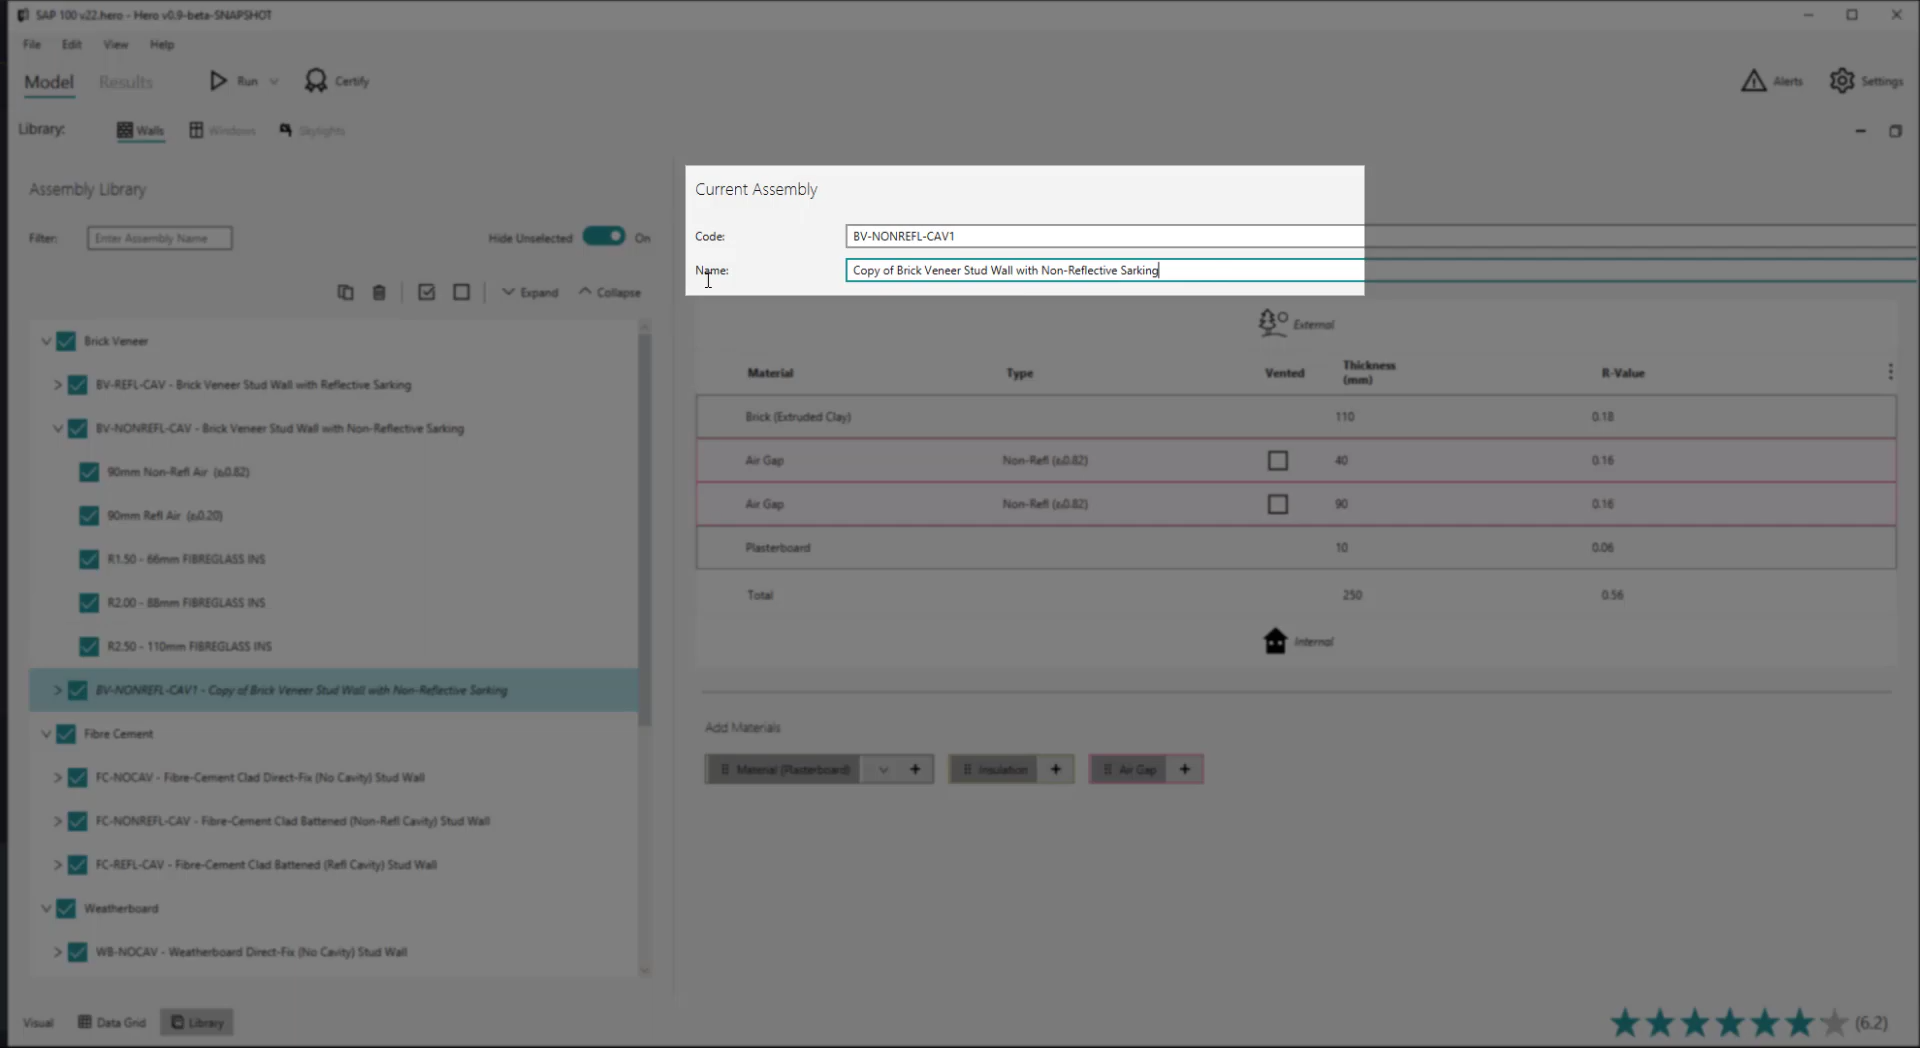 SAP 100 v22.hero - Hero v0.9-beta-SNAPSHOT
File Edit View Help
Model Results Run Certify Alerts Settings
Library: Walls Windows Skylights
Assembly Library
Filter: Enter Assembly Name Hide Unselected On
Expand Collapse
Brick Veneer
BV-REFL-CAV - Brick Veneer Stud Wall with Reflective Sarking
BV-NONREFL-CAV - Brick Veneer Stud Wall with Non-Reflective Sarking
90mm Non-Refl Air (ε0.82)
90mm Refl Air (ε0.20)
R1.50 - 66mm FIBREGLASS INS
R2.00 - 88mm FIBREGLASS INS
R2.50 - 110mm FIBREGLASS INS
BV-NONREFL-CAV1 - Copy of Brick Veneer Stud Wall with Non-Reflective Sarking
Fibre Cement
FC-NOCAV - Fibre-Cement Clad Direct-Fix (No Cavity) Stud Wall
FC-NONREFL-CAV - Fibre-Cement Clad Battened (Non-Refl Cavity) Stud Wall
FC-REFL-CAV - Fibre-Cement Clad Battened (Refl Cavity) Stud Wall
Weatherboard
WB-NOCAV - Weatherboard Direct-Fix (No Cavity) Stud Wall
Current Assembly
Code: BV-NONREFL-CAV1
Name: Copy of Brick Veneer Stud Wall with Non-Reflective Sarking
External
Material Type Vented Thickness (mm) R-Value
Brick (Extruded Clay) 110 0.18
Air Gap Non-Refl (ε0.82) 40 0.16
Air Gap Non-Refl (ε0.82) 90 0.16
Plasterboard 10 0.06
Total 250 0.56
Internal
Add Materials
Material (Plasterboard) Insulation Air Gap
Visual Data Grid Library (6.2)